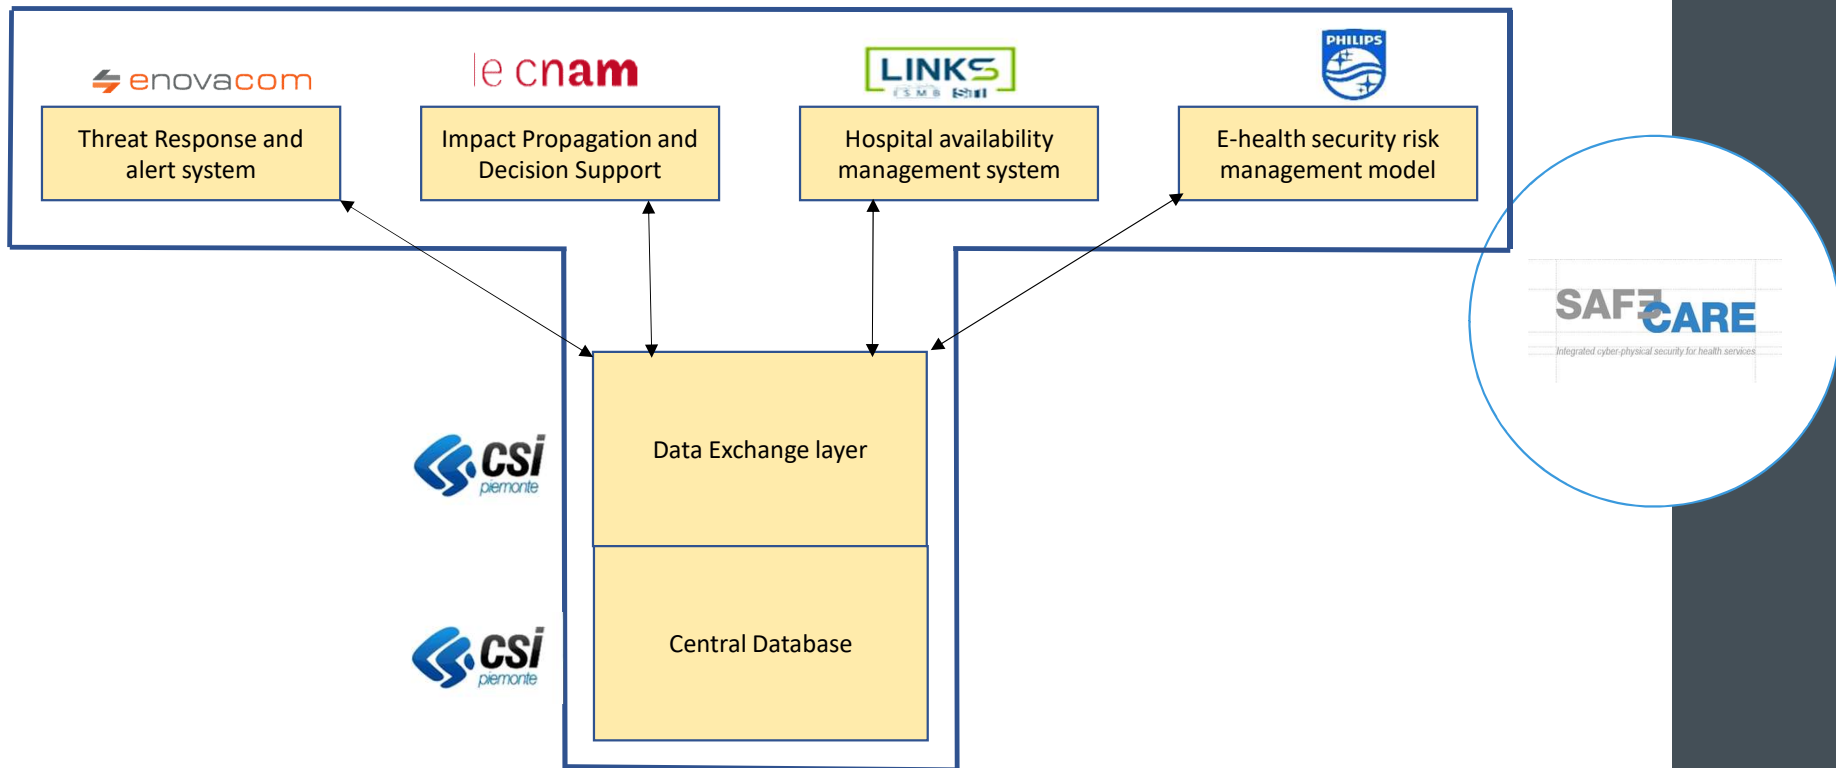 enovacom
le cnam
LINKS
ISMB
PHILIPS
Threat Response and
alert system
Impact Propagation and
Decision Support
Hospital availability
management system
E-health security risk
management model
SAFECARE
Integrated cyber-physical security for health services
csi
piemonte
Data Exchange layer
csi
piemonte
Central Database